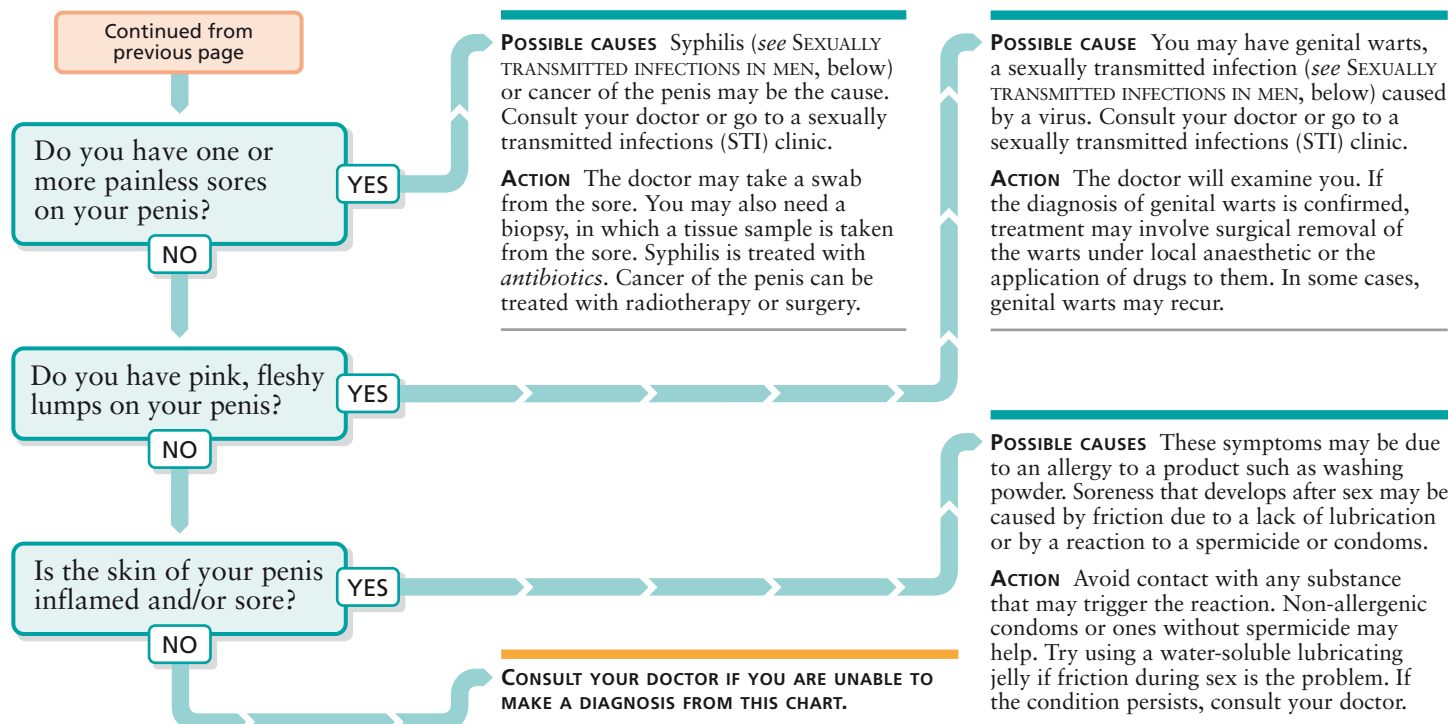 Continued from
previous page
Do you have one or
more painless sores
on your penis?
YES
NO
POSSIBLE CAUSES Syphilis (see SEXUALLY
TRANSMITTED INFECTIONS IN MEN, below)
or cancer of the penis may be the cause.
Consult your doctor or go to a sexually
transmitted infections (STI) clinic.
ACTION The doctor may take a swab
from the sore. You may also need a
biopsy, in which a tissue sample is taken
from the sore. Syphilis is treated with
antibiotics. Cancer of the penis can be
treated with radiotherapy or surgery.
Do you have pink, fleshy
lumps on your penis?
YES
NO
POSSIBLE CAUSE You may have genital warts,
a sexually transmitted infection (see SEXUALLY
TRANSMITTED INFECTIONS IN MEN, below) caused
by a virus. Consult your doctor or go to a
sexually transmitted infections (STI) clinic.
ACTION The doctor will examine you. If
the diagnosis of genital warts is confirmed,
treatment may involve surgical removal of
the warts under local anaesthetic or the
application of drugs to them. In some cases,
genital warts may recur.
Is the skin of your penis
inflamed and/or sore?
YES
NO
POSSIBLE CAUSES These symptoms may be due
to an allergy to a product such as washing
powder. Soreness that develops after sex may be
caused by friction due to a lack of lubrication
or by a reaction to a spermicide or condoms.
ACTION Avoid contact with any substance
that may trigger the reaction. Non-allergenic
condoms or ones without spermicide may
help. Try using a water-soluble lubricating
jelly if friction during sex is the problem. If
the condition persists, consult your doctor.
CONSULT YOUR DOCTOR IF YOU ARE UNABLE TO
MAKE A DIAGNOSIS FROM THIS CHART.